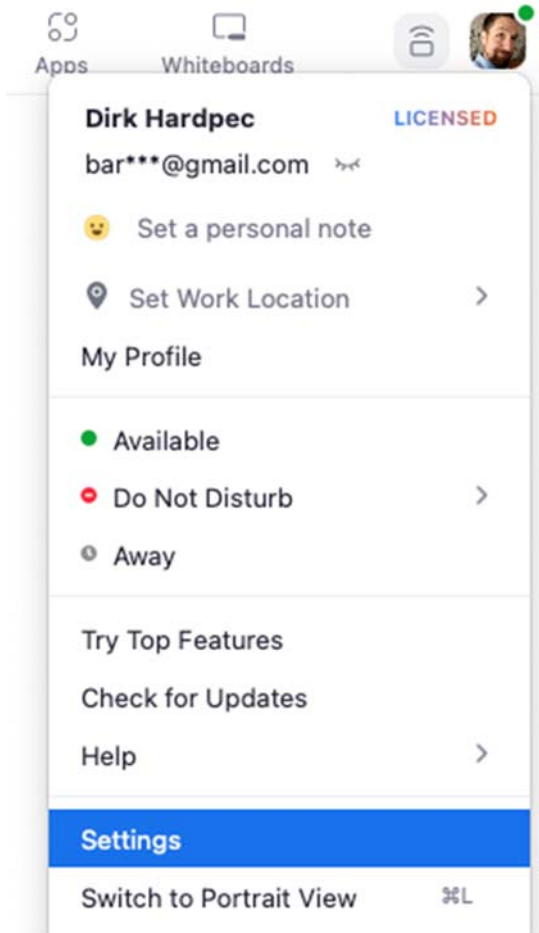 Apps
Whiteboards
Dirk Hardpec
LICENSED
bar***@gmail.com
Set a personal note
Set Work Location
My Profile
Available
Do Not Disturb
Away
Try Top Features
Check for Updates
Help
Settings
Switch to Portrait View ⌘L